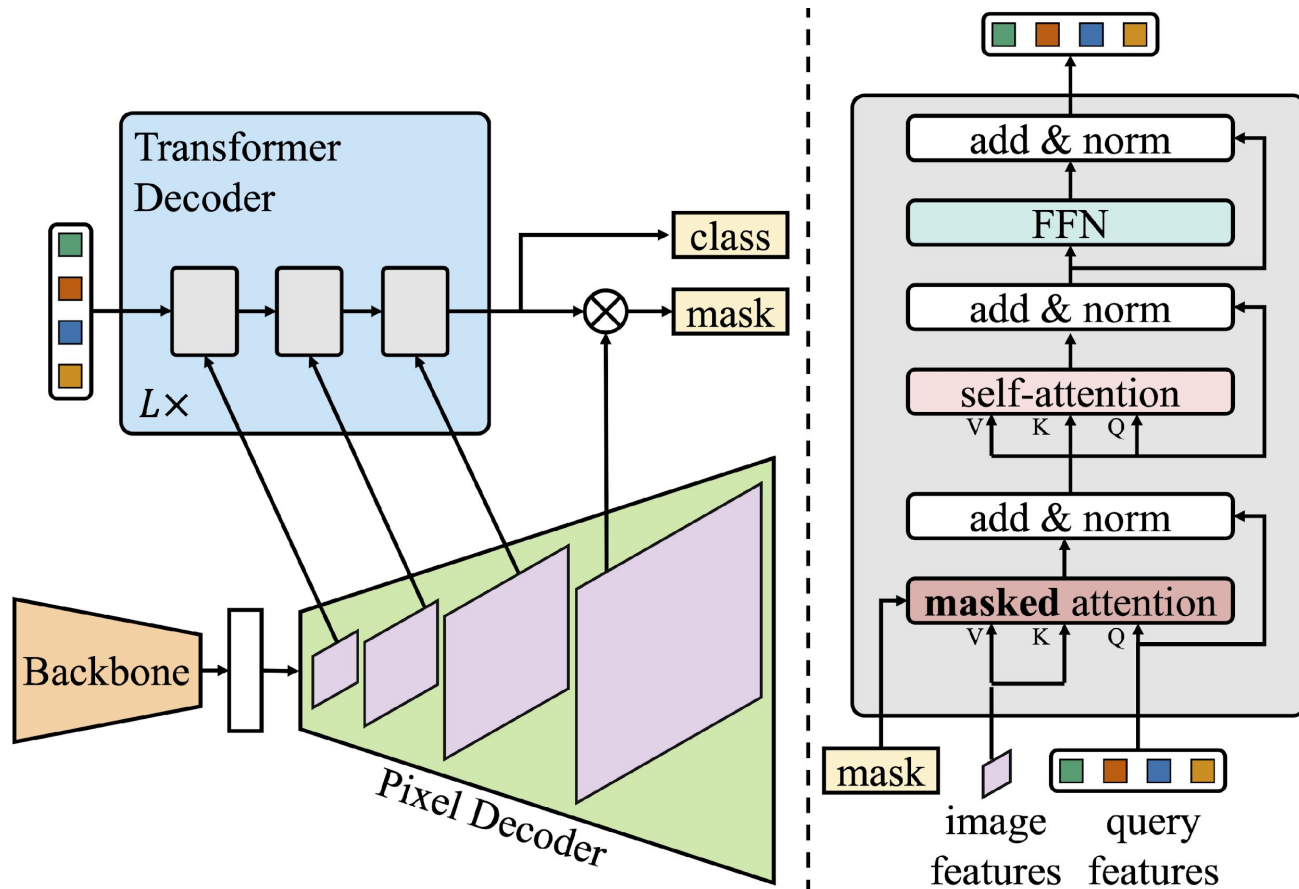 Transformer
Decoder
L×
class
mask
Backbone
Pixel Decoder
add & norm
FFN
add & norm
self-attention
V K Q
add & norm
masked attention
V K Q
mask
image
features
query
features